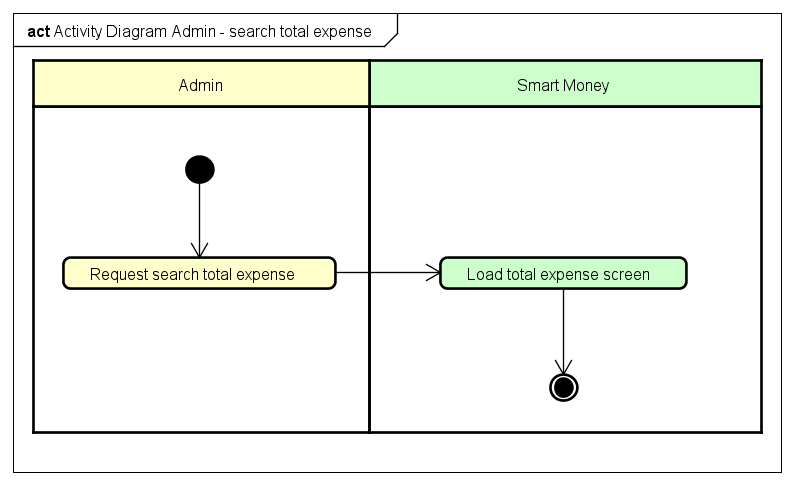 act Activity Diagram Admin - search total expense
Admin
Smart Money
Request search total expense
Load total expense screen